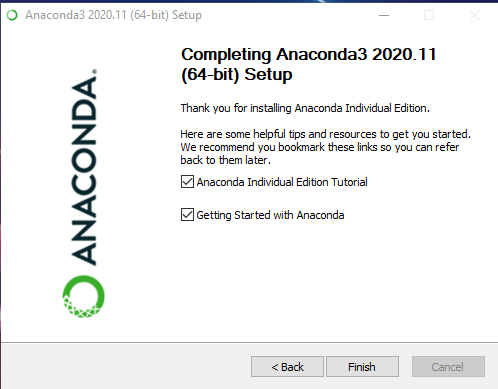 Anaconda3 2020.11 (64-bit) Setup
Completing Anaconda3 2020.11
(64-bit) Setup
Thank you for installing Anaconda Individual Edition.
Here are some helpful tips and resources to get you started.
We recommend you bookmark these links so you can refer
back to them later.
Anaconda Individual Edition Tutorial
Getting Started with Anaconda
ANACONDA.
< Back
Finish
Cancel